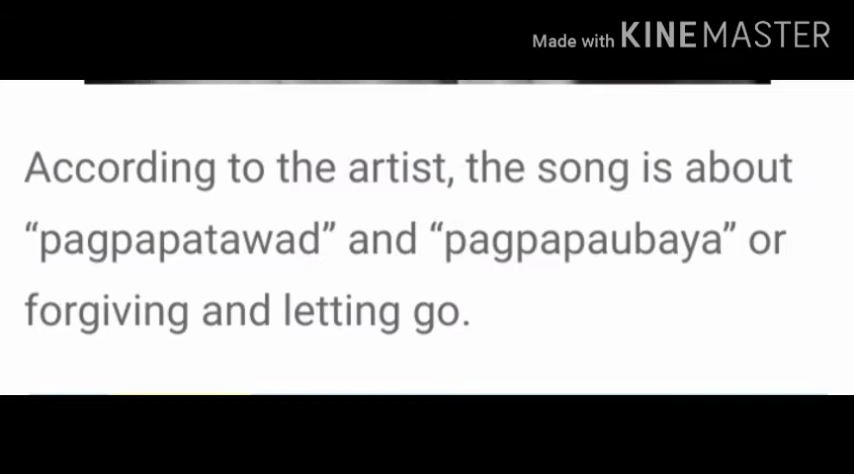 Made with KINEMASTER
According to the artist, the song is about
“pagpapatawad” and “pagpapaubaya” or
forgiving and letting go.